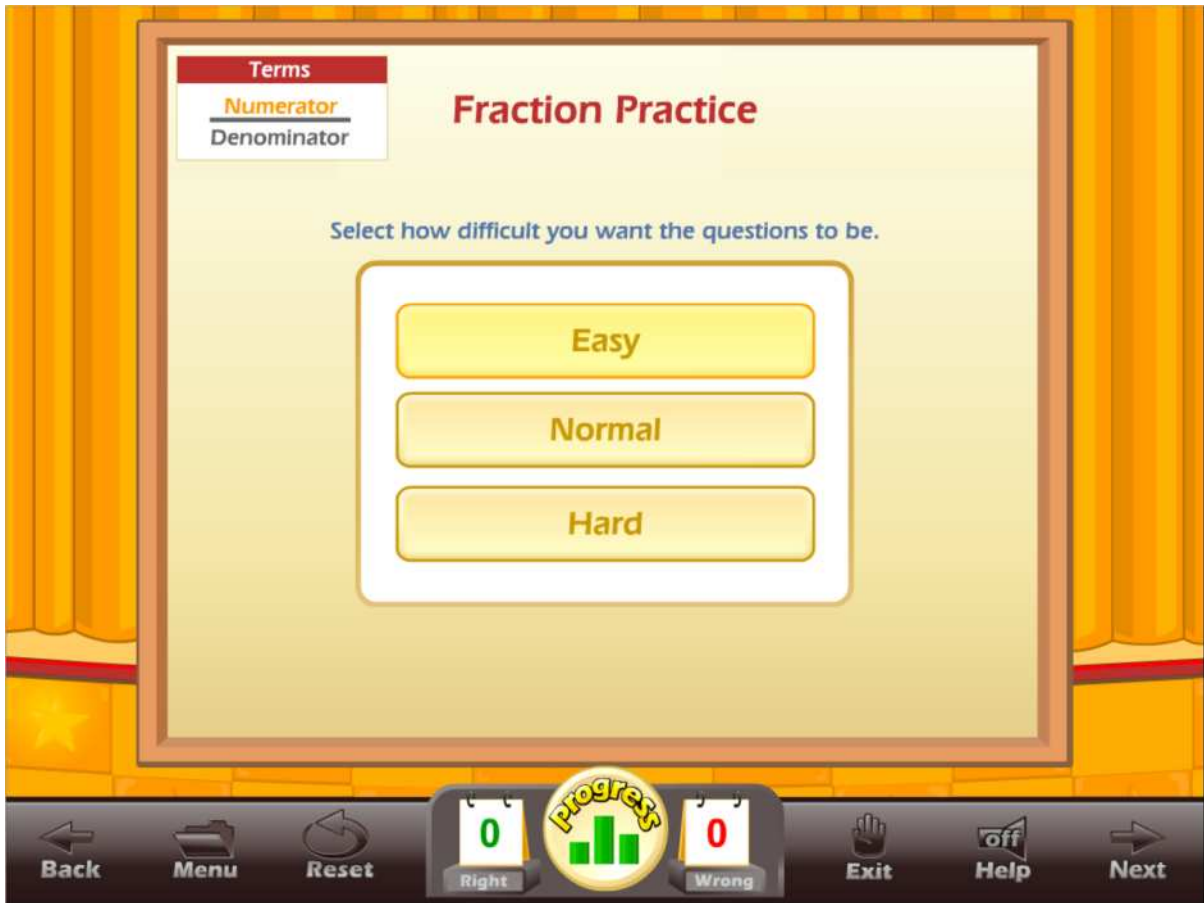 Terms
Numerator
Denominator
Fraction Practice
Select how difficult you want the questions to be.
Easy
Normal
Hard
Back
Menu
Reset
0
Right
progress
0
Wrong
Exit
off
Help
Next